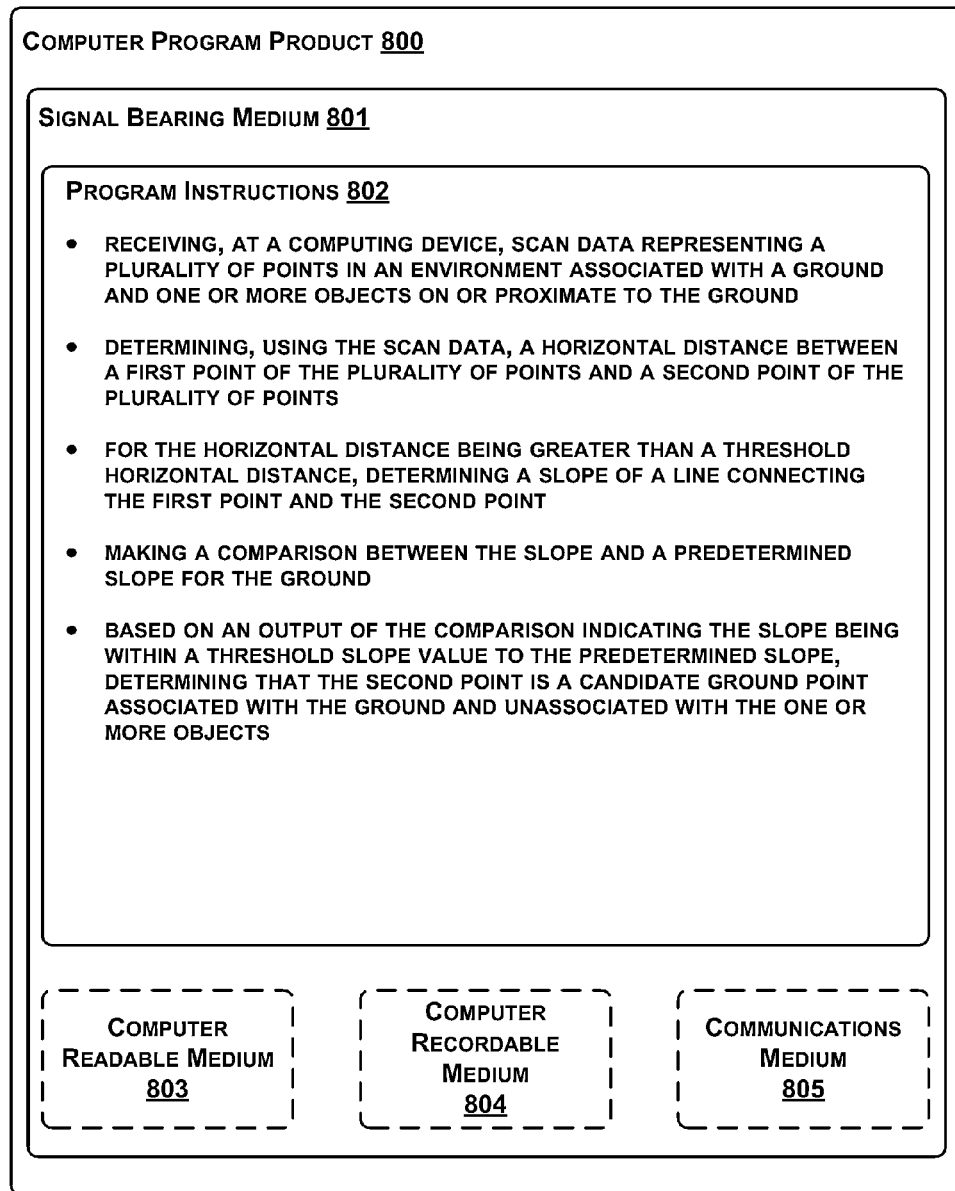 COMPUTER PROGRAM PRODUCT 800
SIGNAL BEARING MEDIUM 801
PROGRAM INSTRUCTIONS 802
• RECEIVING, AT A COMPUTING DEVICE, SCAN DATA REPRESENTING A
PLURALITY OF POINTS IN AN ENVIRONMENT ASSOCIATED WITH A GROUND
AND ONE OR MORE OBJECTS ON OR PROXIMATE TO THE GROUND
• DETERMINING, USING THE SCAN DATA, A HORIZONTAL DISTANCE BETWEEN
A FIRST POINT OF THE PLURALITY OF POINTS AND A SECOND POINT OF THE
PLURALITY OF POINTS
• FOR THE HORIZONTAL DISTANCE BEING GREATER THAN A THRESHOLD
HORIZONTAL DISTANCE, DETERMINING A SLOPE OF A LINE CONNECTING
THE FIRST POINT AND THE SECOND POINT
• MAKING A COMPARISON BETWEEN THE SLOPE AND A PREDETERMINED
SLOPE FOR THE GROUND
• BASED ON AN OUTPUT OF THE COMPARISON INDICATING THE SLOPE BEING
WITHIN A THRESHOLD SLOPE VALUE TO THE PREDETERMINED SLOPE,
DETERMINING THAT THE SECOND POINT IS A CANDIDATE GROUND POINT
ASSOCIATED WITH THE GROUND AND UNASSOCIATED WITH THE ONE OR
MORE OBJECTS
COMPUTER
READABLE MEDIUM
803
COMPUTER
RECORDABLE
MEDIUM
804
COMMUNICATIONS
MEDIUM
805